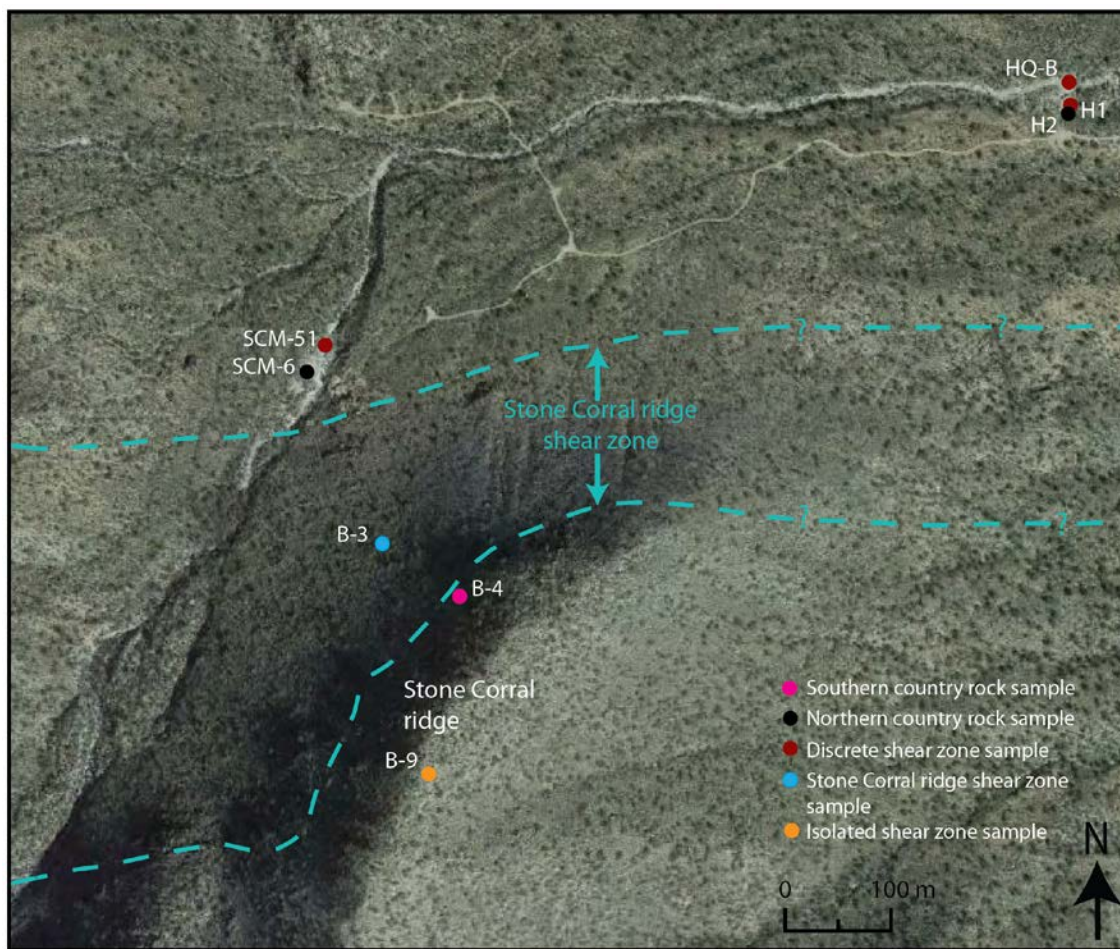 HQ-B
H1
H2
SCM-51
SCM-6
?
?
Stone Corral ridge
shear zone
?
?
B-3
B-4
Stone Corral
ridge
B-9
Southern country rock sample
Northern country rock sample
Discrete shear zone sample
Stone Corral ridge shear zone
sample
Isolated shear zone sample
N
0
100 m